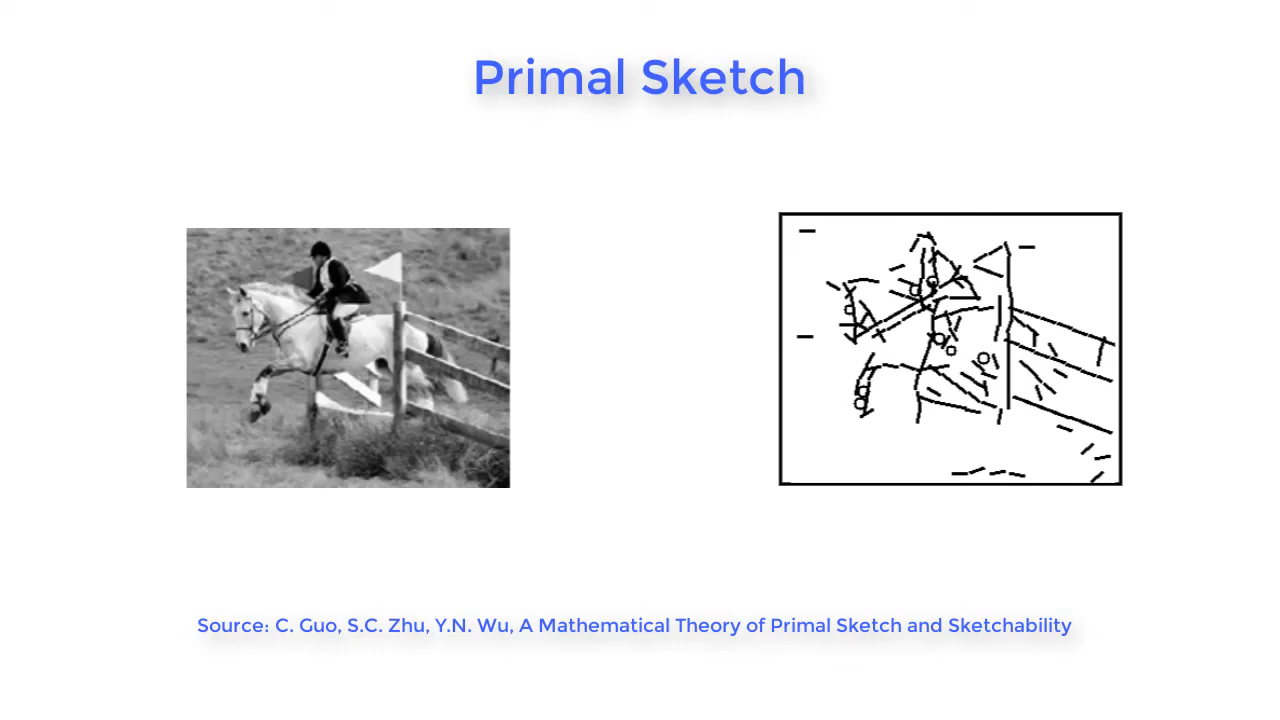 Primal Sketch
Source: C. Guo, S.C. Zhu, Y.N. Wu, A Mathematical Theory of Primal Sketch and Sketchability